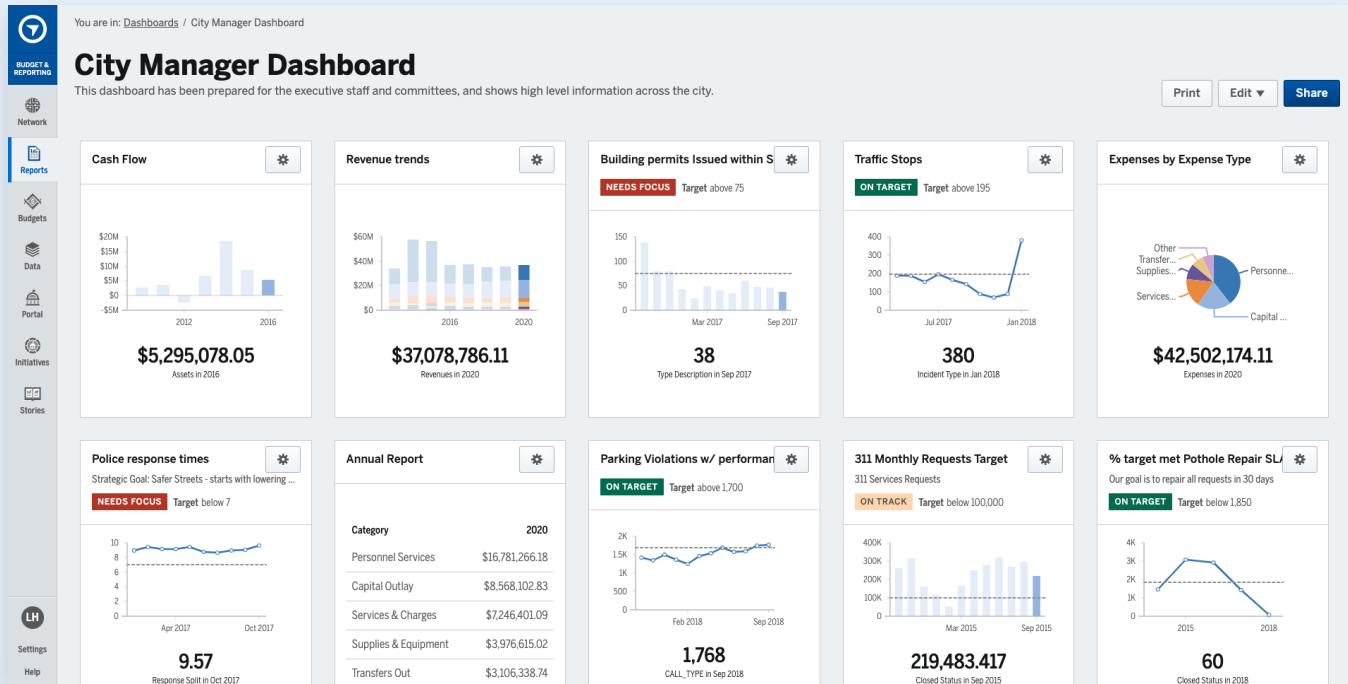 You are in: Dashboards / City Manager Dashboard
City Manager Dashboard
This dashboard has been prepared for the executive staff and committees, and shows high level information across the city.
Print
Edit ▼
Share
BUDGET &
REPORTING
Network
Reports
Budgets
Data
Portal
Initiatives
Stories
LH
Settings
Help
Cash Flow
$20M
$15M
$10M
$5M
$0
-$5M
2012 2016
$5,295,078.05
Assets in 2016
Revenue trends
$60M
$40M
$20M
$0
2016 2020
$37,078,786.11
Revenues in 2020
Building permits Issued within S
NEEDS FOCUS Target above 75
150
100
50
0
Mar 2017 Sep 2017
38
Type Description in Sep 2017
Traffic Stops
ON TARGET Target above 195
400
300
200
100
0
Jul 2017 Jan 2018
380
Incident Type in Jan 2018
Expenses by Expense Type
Other
Transfer...
Supplies...
Services...
Personne...
Capital ...
$42,502,174.11
Expenses in 2020
Police response times
Strategic Goal: Safer Streets - starts with lowering ...
NEEDS FOCUS Target below 7
10
8
6
4
2
0
Apr 2017 Oct 2017
9.57
Response Split in Oct 2017
Annual Report
Category 2020
Personnel Services $16,781,266.18
Capital Outlay $8,568,102.83
Services & Charges $7,246,401.09
Supplies & Equipment $3,976,615.02
Transfers Out $3,106,338.74
Parking Violations w/ performan
ON TARGET Target above 1,700
2K
1.5K
1K
500
0
Feb 2018 Sep 2018
1,768
CALL_TYPE in Sep 2018
311 Monthly Requests Target
311 Services Requests
ON TRACK Target below 100,000
400K
300K
200K
100K
0
Mar 2015 Sep 2015
219,483.417
Closed Status in Sep 2015
% target met Pothole Repair SLA
Our goal is to repair all requests in 30 days
ON TARGET Target below 1,850
4K
3K
2K
1K
0
2015 2018
60
Closed Status in 2018